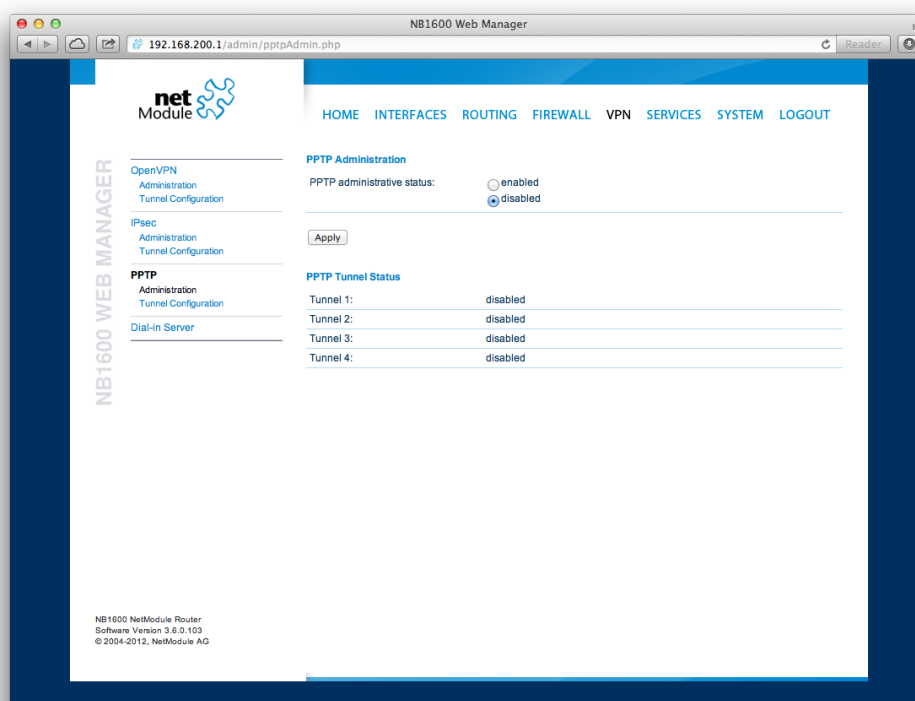 NB1600 Web Manager
192.168.200.1/admin/pptpAdmin.php
Reader
net
Module
HOME INTERFACES ROUTING FIREWALL VPN SERVICES SYSTEM LOGOUT
NB1600 WEB MANAGER
OpenVPN
Administration
Tunnel Configuration
IPsec
Administration
Tunnel Configuration
PPTP
Administration
Tunnel Configuration
Dial-in Server
PPTP Administration
PPTP administrative status: enabled
disabled
Apply
PPTP Tunnel Status
Tunnel 1: disabled
Tunnel 2: disabled
Tunnel 3: disabled
Tunnel 4: disabled
NB1600 NetModule Router
Software Version 3.6.0.103
© 2004-2012, NetModule AG